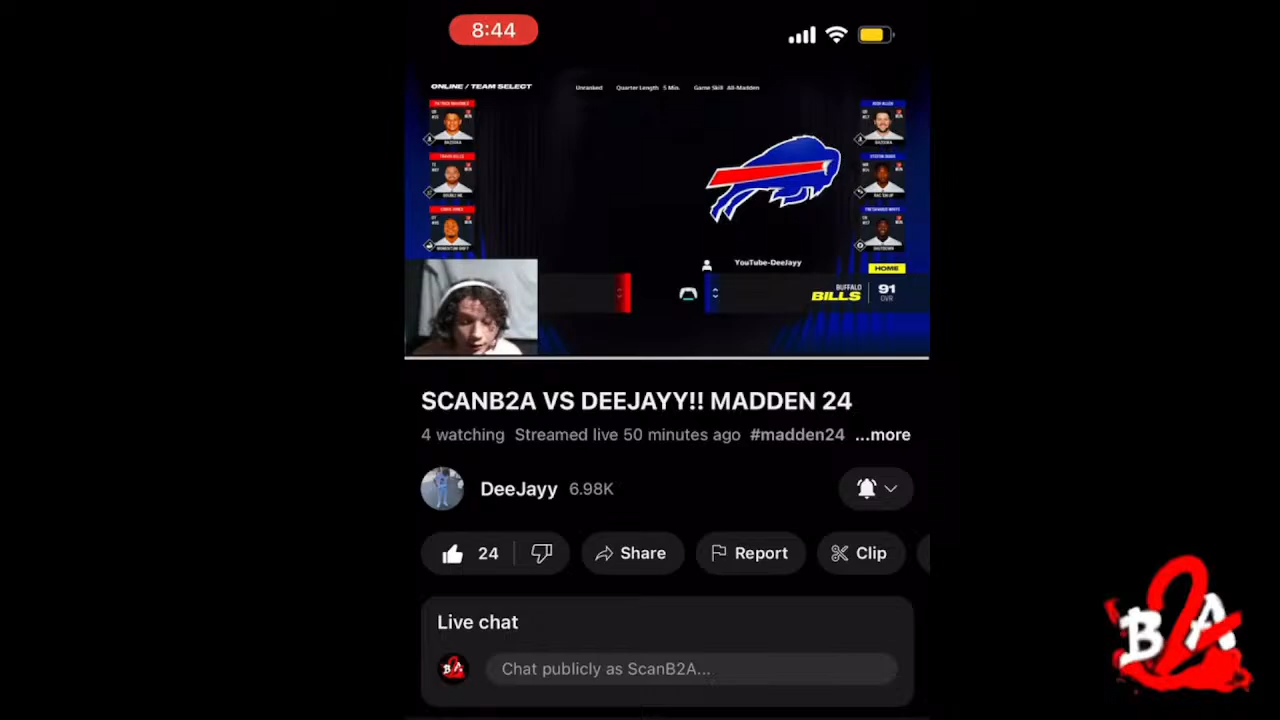 8:44
ONLINE / TEAM SELECT
Unranked Quarter Length 5 Min. Game Skill All-Madden
YouTube-DeeJayy
HOME
BUFFALO
BILLS
91
OVR
SCANB2A VS DEEJAYY!! MADDEN 24
4 watching Streamed live 50 minutes ago #madden24 ...more
DeeJayy 6.98K
24 Share Report Clip
Live chat
B2A Chat publicly as ScanB2A...
B2A